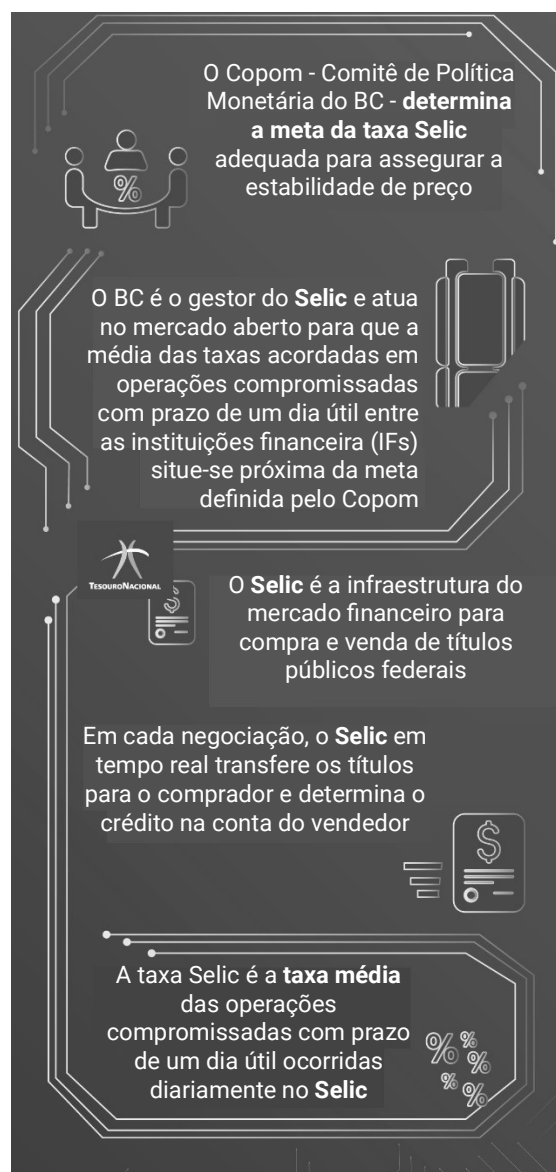 O Copom - Comitê de Política
Monetária do BC - determina
a meta da taxa Selic
adequada para assegurar a
estabilidade de preço
%
O BC é o gestor do Selic e atua
no mercado aberto para que a
média das taxas acordadas em
operações compromissadas
com prazo de um dia útil entre
as instituições financeira (IFs)
situe-se próxima da meta
definida pelo Copom
TESOURONACIONAL
$
O Selic é a infraestrutura do
mercado financeiro para
compra e venda de títulos
públicos federais
Em cada negociação, o Selic em
tempo real transfere os títulos
para o comprador e determina o
crédito na conta do vendedor
$
A taxa Selic é a taxa média
das operações
compromissadas com prazo
de um dia útil ocorridas
diariamente no Selic
% % % % %